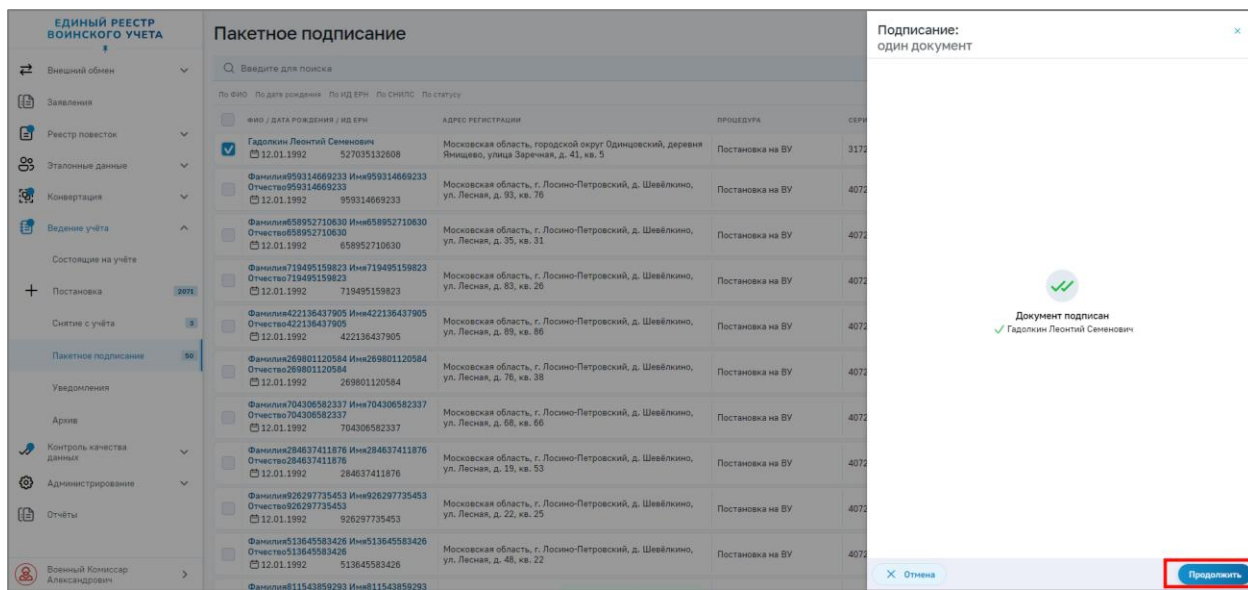 ЕДИНЫЙ РЕЕСТР
ВОИНСКОГО УЧЕТА
Внешний обмен
Заявления
Реестр повесток
Эталонные данные
Конвертация
Ведение учёта
Состоящие на учёте
Постановка 2071
Снятие с учёта 3
Пакетное подписание 50
Уведомления
Архив
Контроль качества
данных
Администрирование
Отчёты
Военный Комиссар
Александрович
Пакетное подписание
Введите для поиска
По ФИО По дате рождения По ИД ЕРН По СНИЛС По статусу
ФИО / ДАТА РОЖДЕНИЯ / ИД ЕРН АДРЕС РЕГИСТРАЦИИ ПРОЦЕДУРА СЕРИ
Гадолкин Леонтий Семенович
12.01.1992 527035132608
Московская область, городской округ Одинцовский, деревня
Ямищево, улица Заречная, д. 41, кв. 5
Постановка на ВУ 3172
Фамилия959314669233 Имя959314669233
Отчество959314669233
12.01.1992 959314669233
Московская область, г. Лосино-Петровский, д. Шевёлкино,
ул. Лесная, д. 93, кв. 76
Постановка на ВУ 4072
Фамилия658952710630 Имя658952710630
Отчество658952710630
12.01.1992 658952710630
Московская область, г. Лосино-Петровский, д. Шевёлкино,
ул. Лесная, д. 35, кв. 31
Постановка на ВУ 4072
Фамилия719495159823 Имя719495159823
Отчество719495159823
12.01.1992 719495159823
Московская область, г. Лосино-Петровский, д. Шевёлкино,
ул. Лесная, д. 83, кв. 26
Постановка на ВУ 4072
Фамилия422136437905 Имя422136437905
Отчество422136437905
12.01.1992 422136437905
Московская область, г. Лосино-Петровский, д. Шевёлкино,
ул. Лесная, д. 89, кв. 86
Постановка на ВУ 4072
Фамилия269801120584 Имя269801120584
Отчество269801120584
12.01.1992 269801120584
Московская область, г. Лосино-Петровский, д. Шевёлкино,
ул. Лесная, д. 76, кв. 38
Постановка на ВУ 4072
Фамилия704306582337 Имя704306582337
Отчество704306582337
12.01.1992 704306582337
Московская область, г. Лосино-Петровский, д. Шевёлкино,
ул. Лесная, д. 68, кв. 66
Постановка на ВУ 4072
Фамилия284637411876 Имя284637411876
Отчество284637411876
12.01.1992 284637411876
Московская область, г. Лосино-Петровский, д. Шевёлкино,
ул. Лесная, д. 19, кв. 53
Постановка на ВУ 4072
Фамилия926297735453 Имя926297735453
Отчество926297735453
12.01.1992 926297735453
Московская область, г. Лосино-Петровский, д. Шевёлкино,
ул. Лесная, д. 22, кв. 25
Постановка на ВУ 4072
Фамилия513645583426 Имя513645583426
Отчество513645583426
12.01.1992 513645583426
Московская область, г. Лосино-Петровский, д. Шевёлкино,
ул. Лесная, д. 48, кв. 22
Постановка на ВУ 4072
Фамилия811543859293 Имя811543859293
Подписание:
один документ
Документ подписан
Гадолкин Леонтий Семенович
Отмена
Продолжить